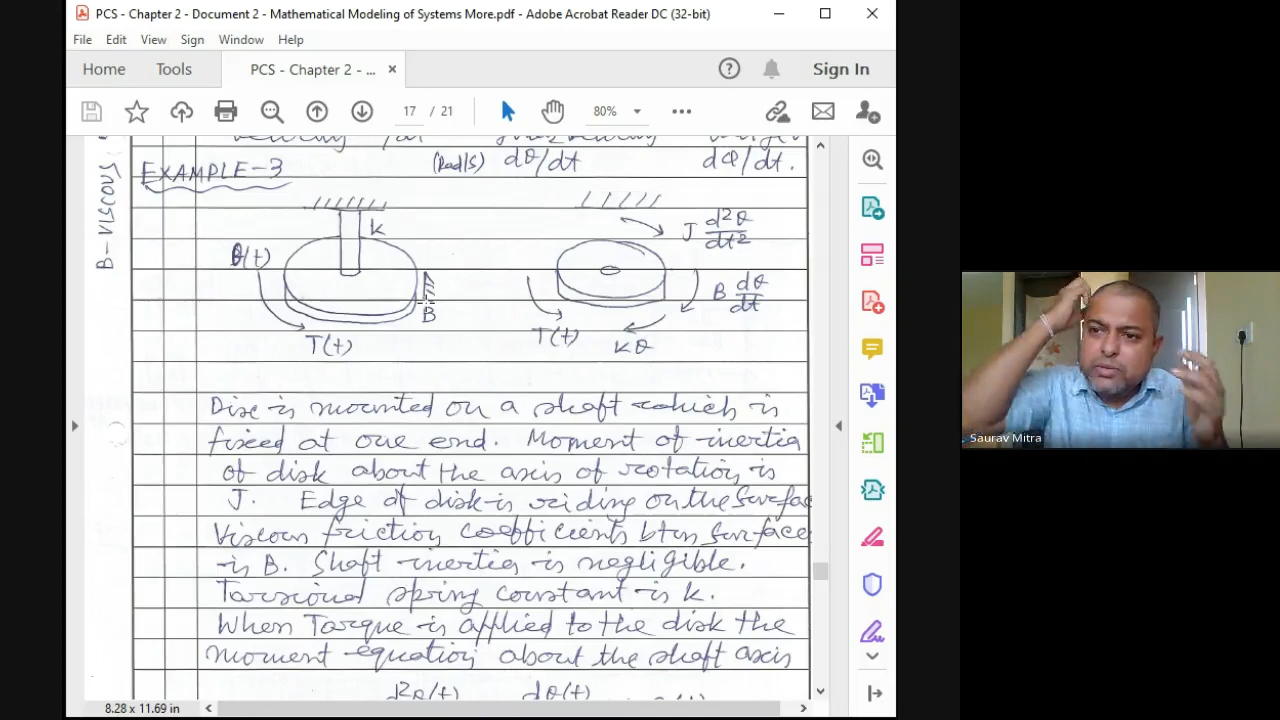 PCS - Chapter 2 - Document 2 - Mathematical Modeling of Systems More.pdf - Adobe Acrobat Reader DC (32-bit)
File Edit View Sign Window Help
Home Tools PCS - Chapter 2 - ... × Sign In
17 / 21 80%
(Rad/s) dθ/dt
EXAMPLE-3
B - VISCOUS
K
θ(t)
B
T(t)
J d²θ/dt²
B dθ/dt
T(t)
Kθ
Disc is mounted on a shaft which is
fixed at one end. Moment of inertia
of disk about the axis of rotation is
J. Edge of disk is riding on the surfac
Viscous friction coefficients btwn surface
is B. Shaft inertia is negligible.
Torsional spring constant is K.
When Torque is applied to the disk the
moment equation about the shaft axis
d²θ(t) dθ(t)
8.28 x 11.69 in
Saurav Mitra